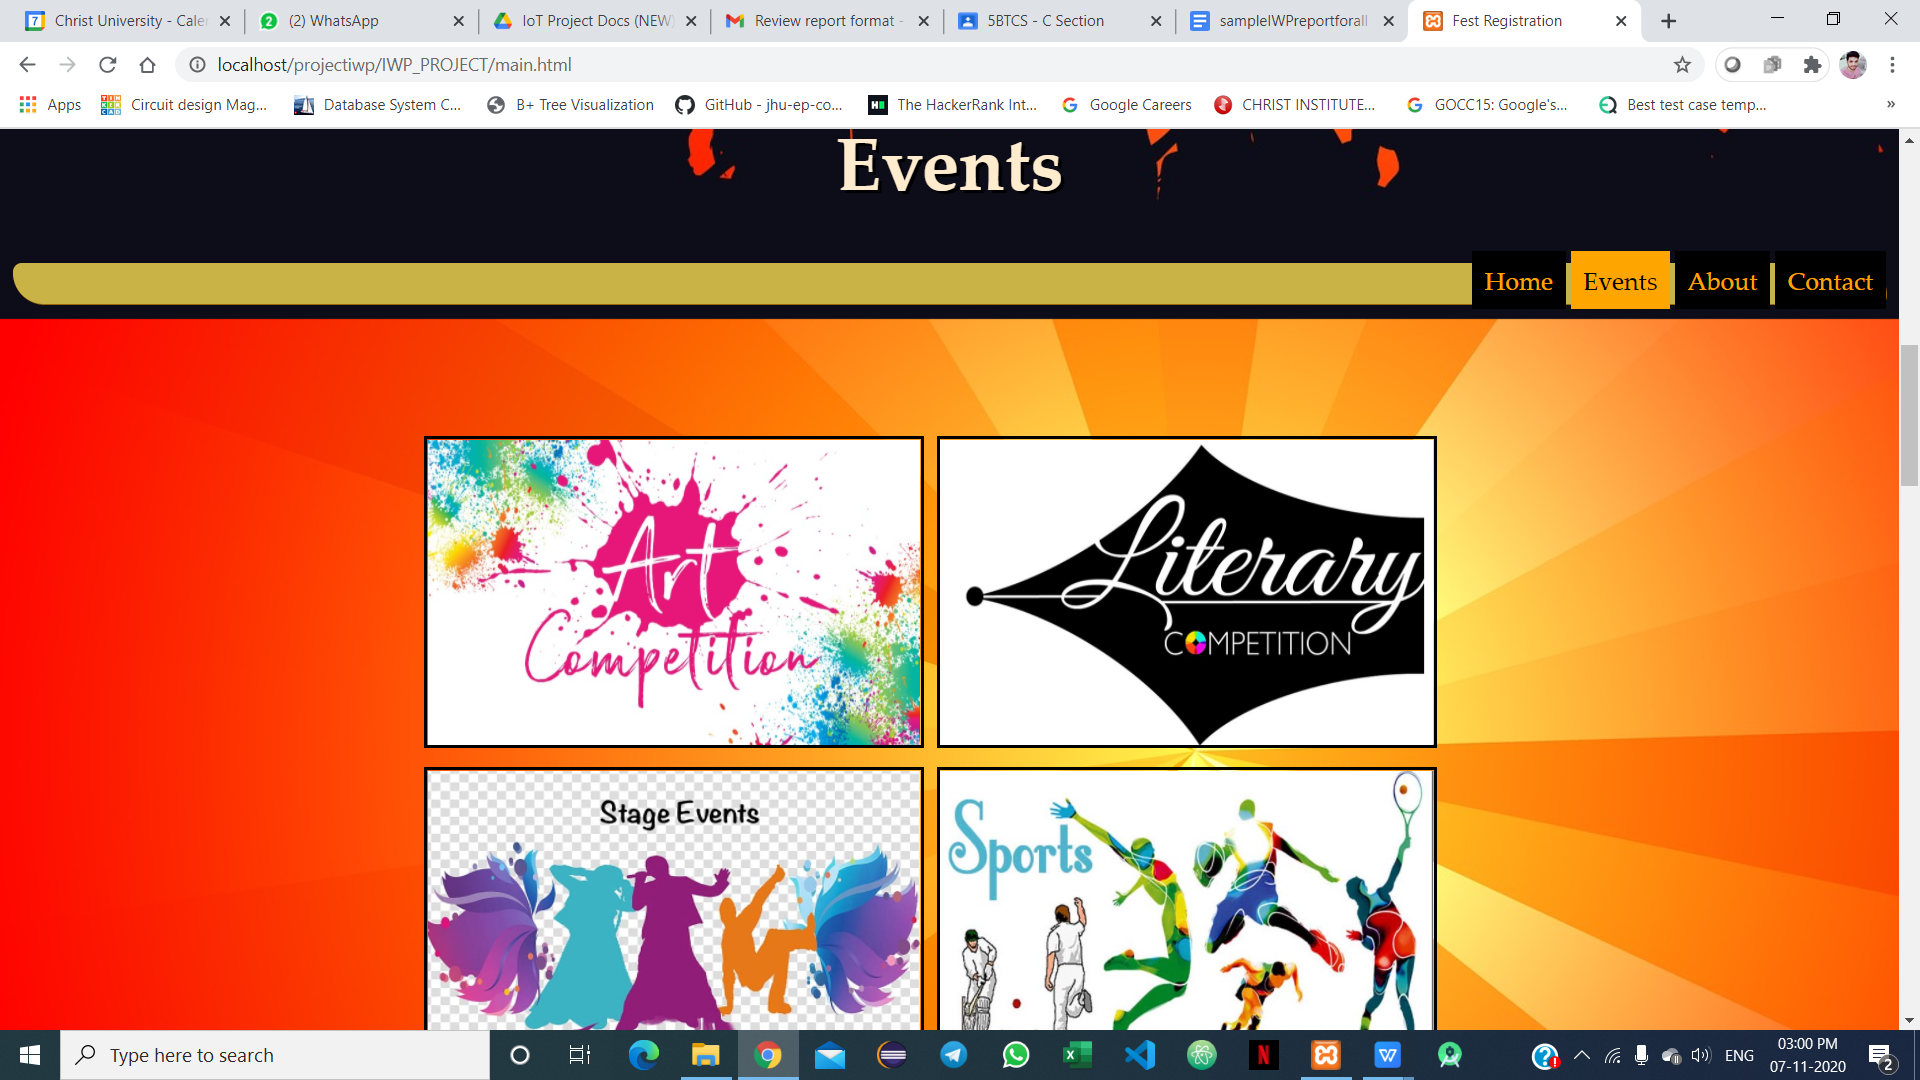 Christ University - Cale
(2) WhatsApp
IoT Project Docs (NEW)
Review report format -
5BTCS - C Section
sampleIWPreportforall
Fest Registration
localhost/projectiwp/IWP_PROJECT/main.html
Apps
Circuit design Mag...
Database System C...
B+ Tree Visualization
GitHub - jhu-ep-co...
The HackerRank Int...
Google Careers
CHRIST INSTITUTE...
GOCC15: Google's...
Best test case temp...
»
Events
Home
Events
About
Contact
Art
Competition
Literary
COMPETITION
Stage Events
Sports
Type here to search
ENG
03:00 PM
07-11-2020
2